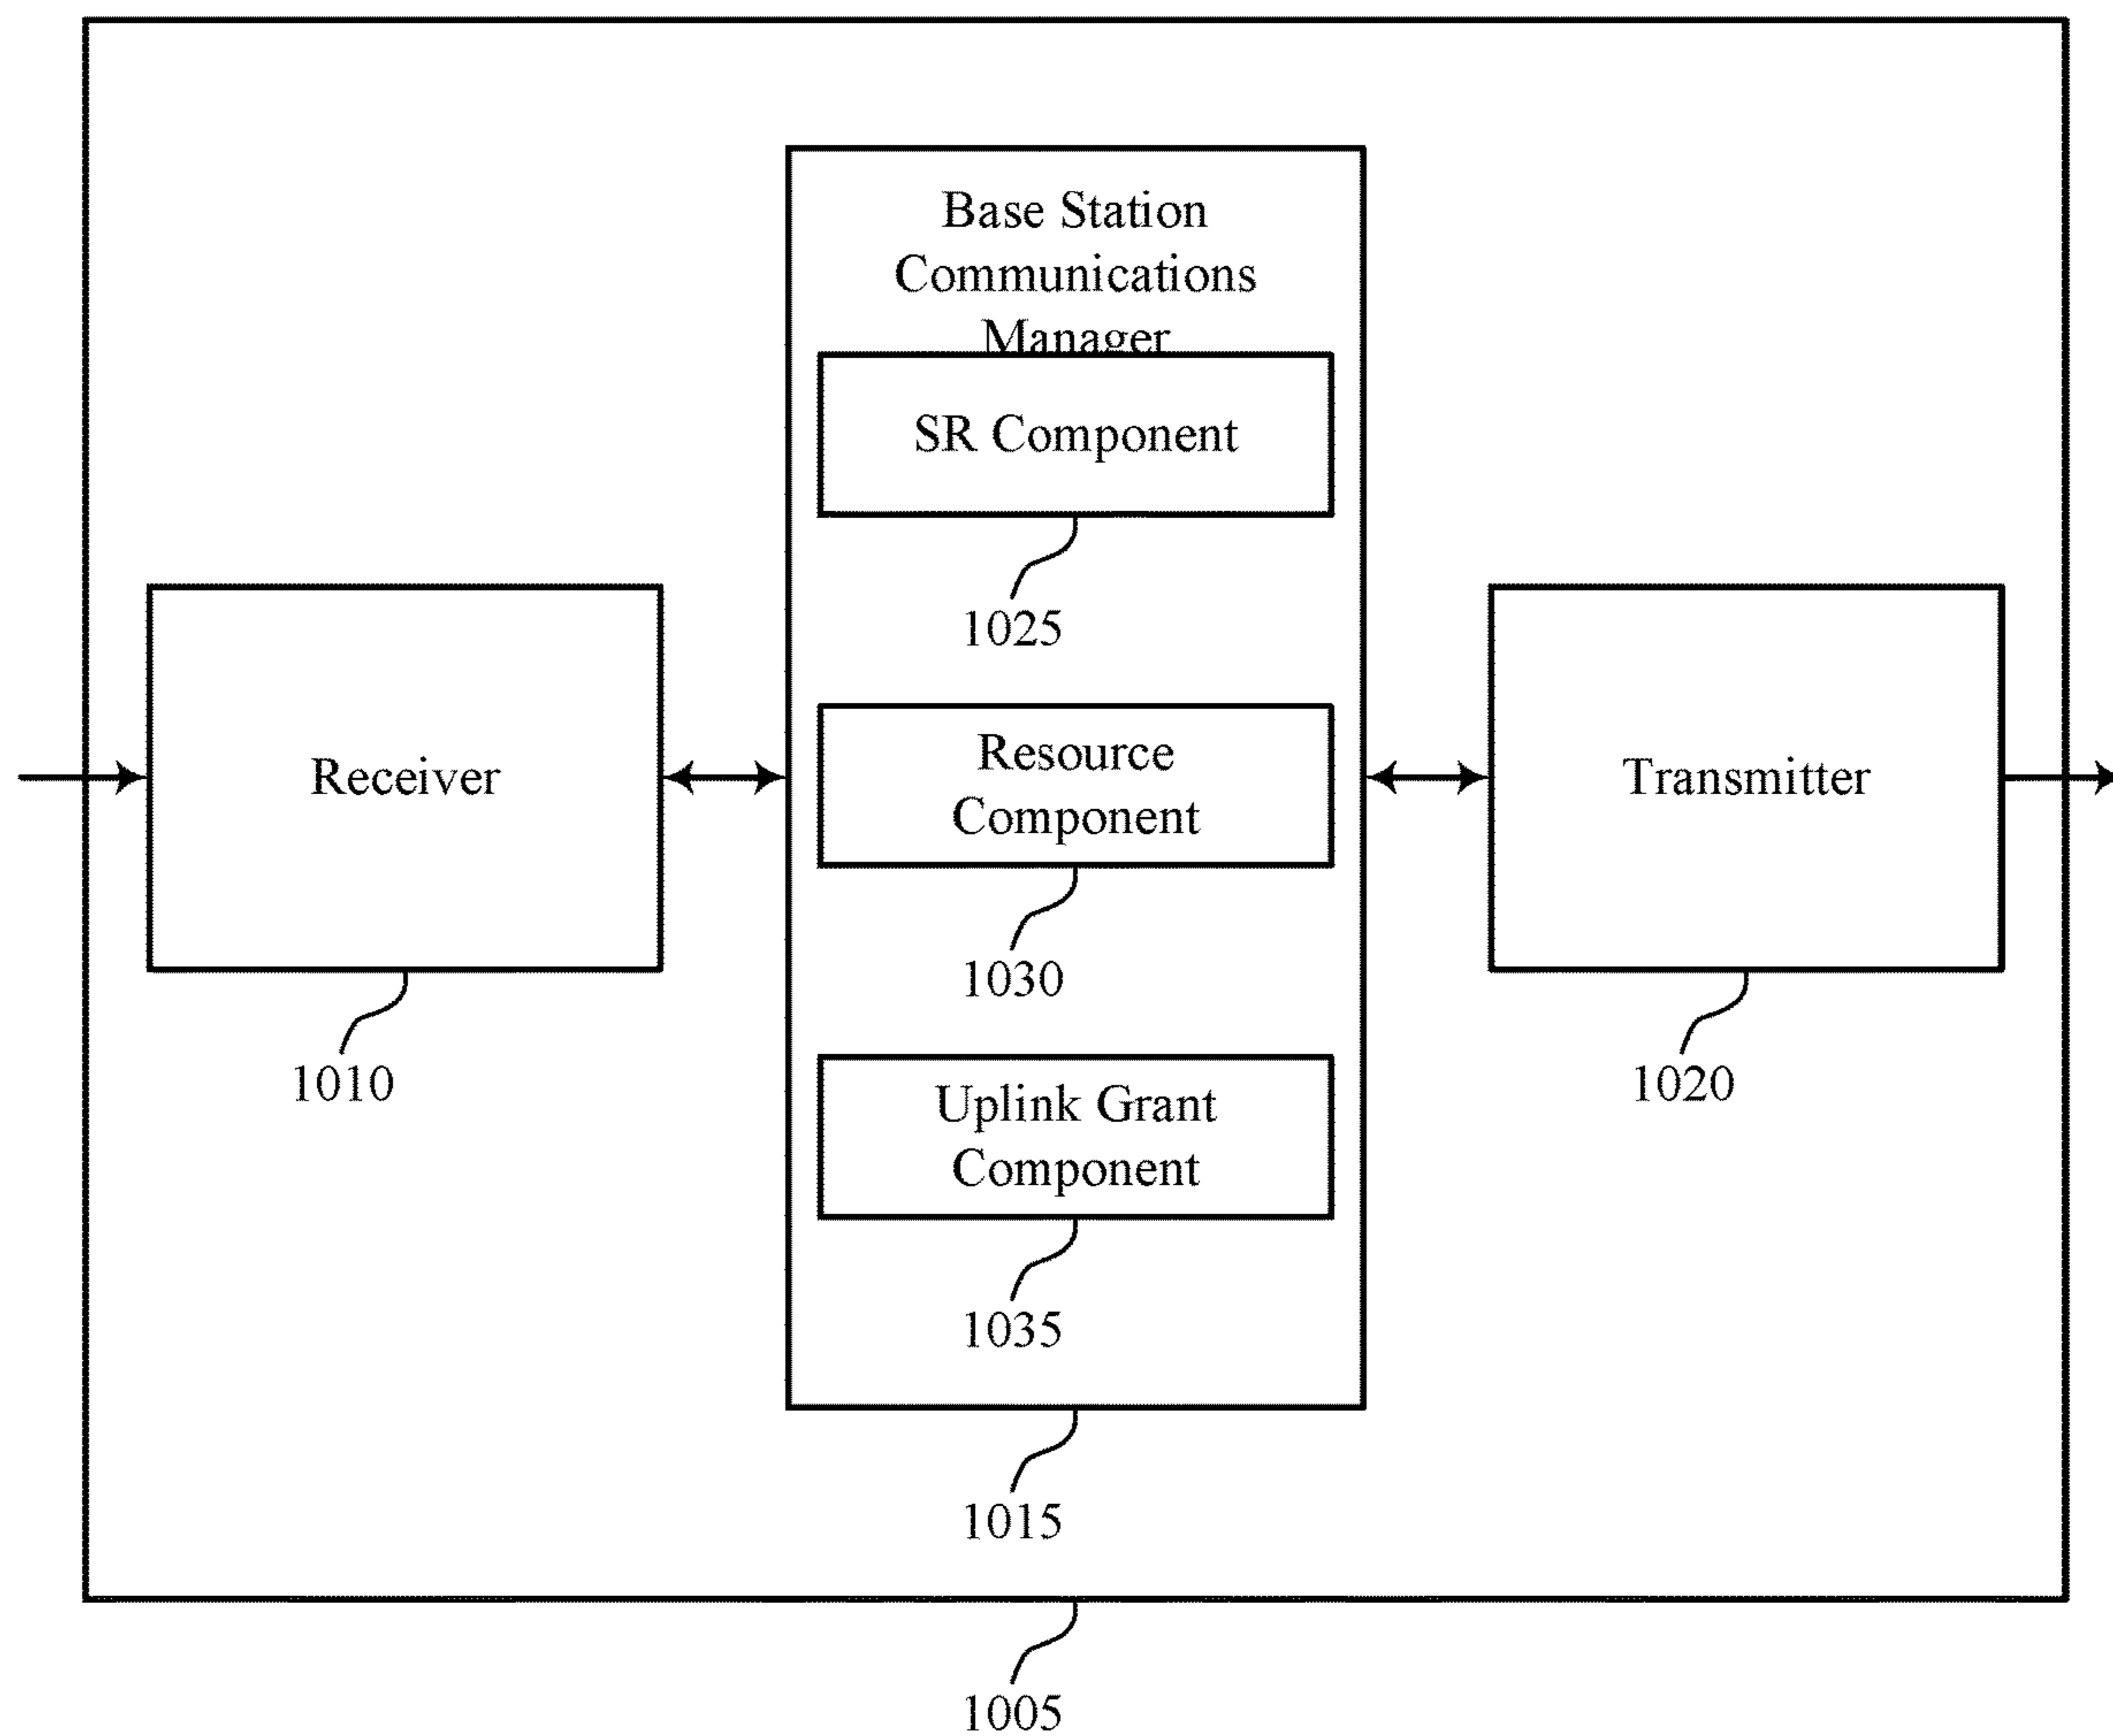 Base Station
Communications
Manager
SR Component
1025
Receiver
1010
Resource
Component
1030
Transmitter
1020
Uplink Grant
Component
1035
1015
1005